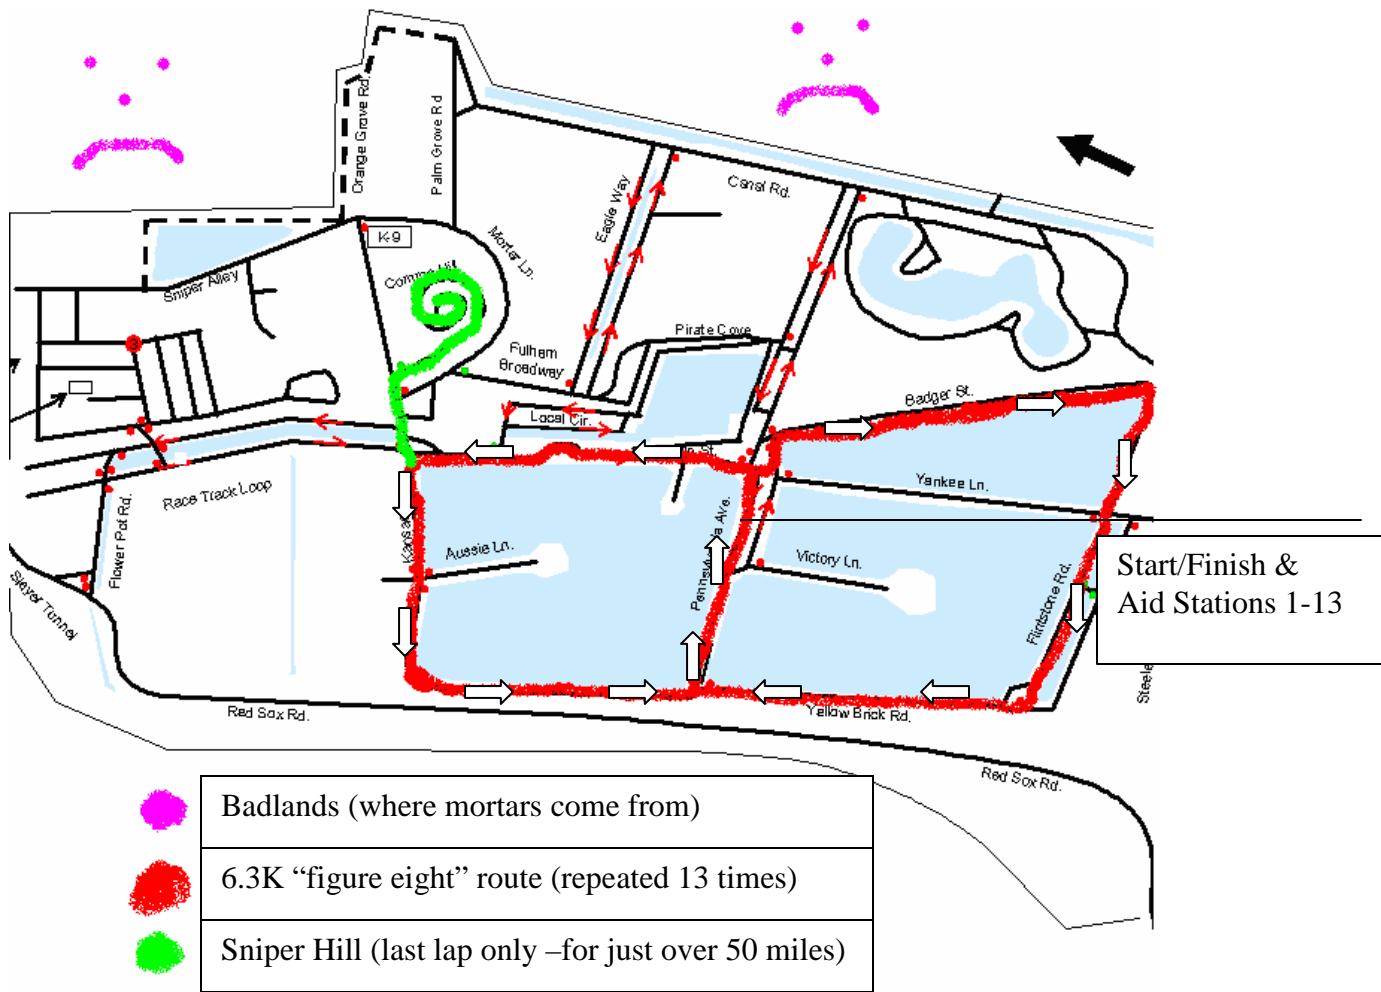 Orange Grove Rd.
Palm Grove Rd
Canal Rd.
Eagle Way
K-9
Morter Ln.
Sniper Alley
Pirate Cove
Fulham
Broadway
3
Badger St.
Local Cir.
Yankee Ln.
Race Track Loop
Flower Pot Rd.
Aussie Ln.
Victory Ln.
Start/Finish &
Aid Stations 1-13
Flintstone Rd.
Slayer Tunnel
Red Sox Rd.
Yellow Brick Rd.
Red Sox Rd.
Badlands (where mortars come from)
6.3K “figure eight” route (repeated 13 times)
Sniper Hill (last lap only –for just over 50 miles)